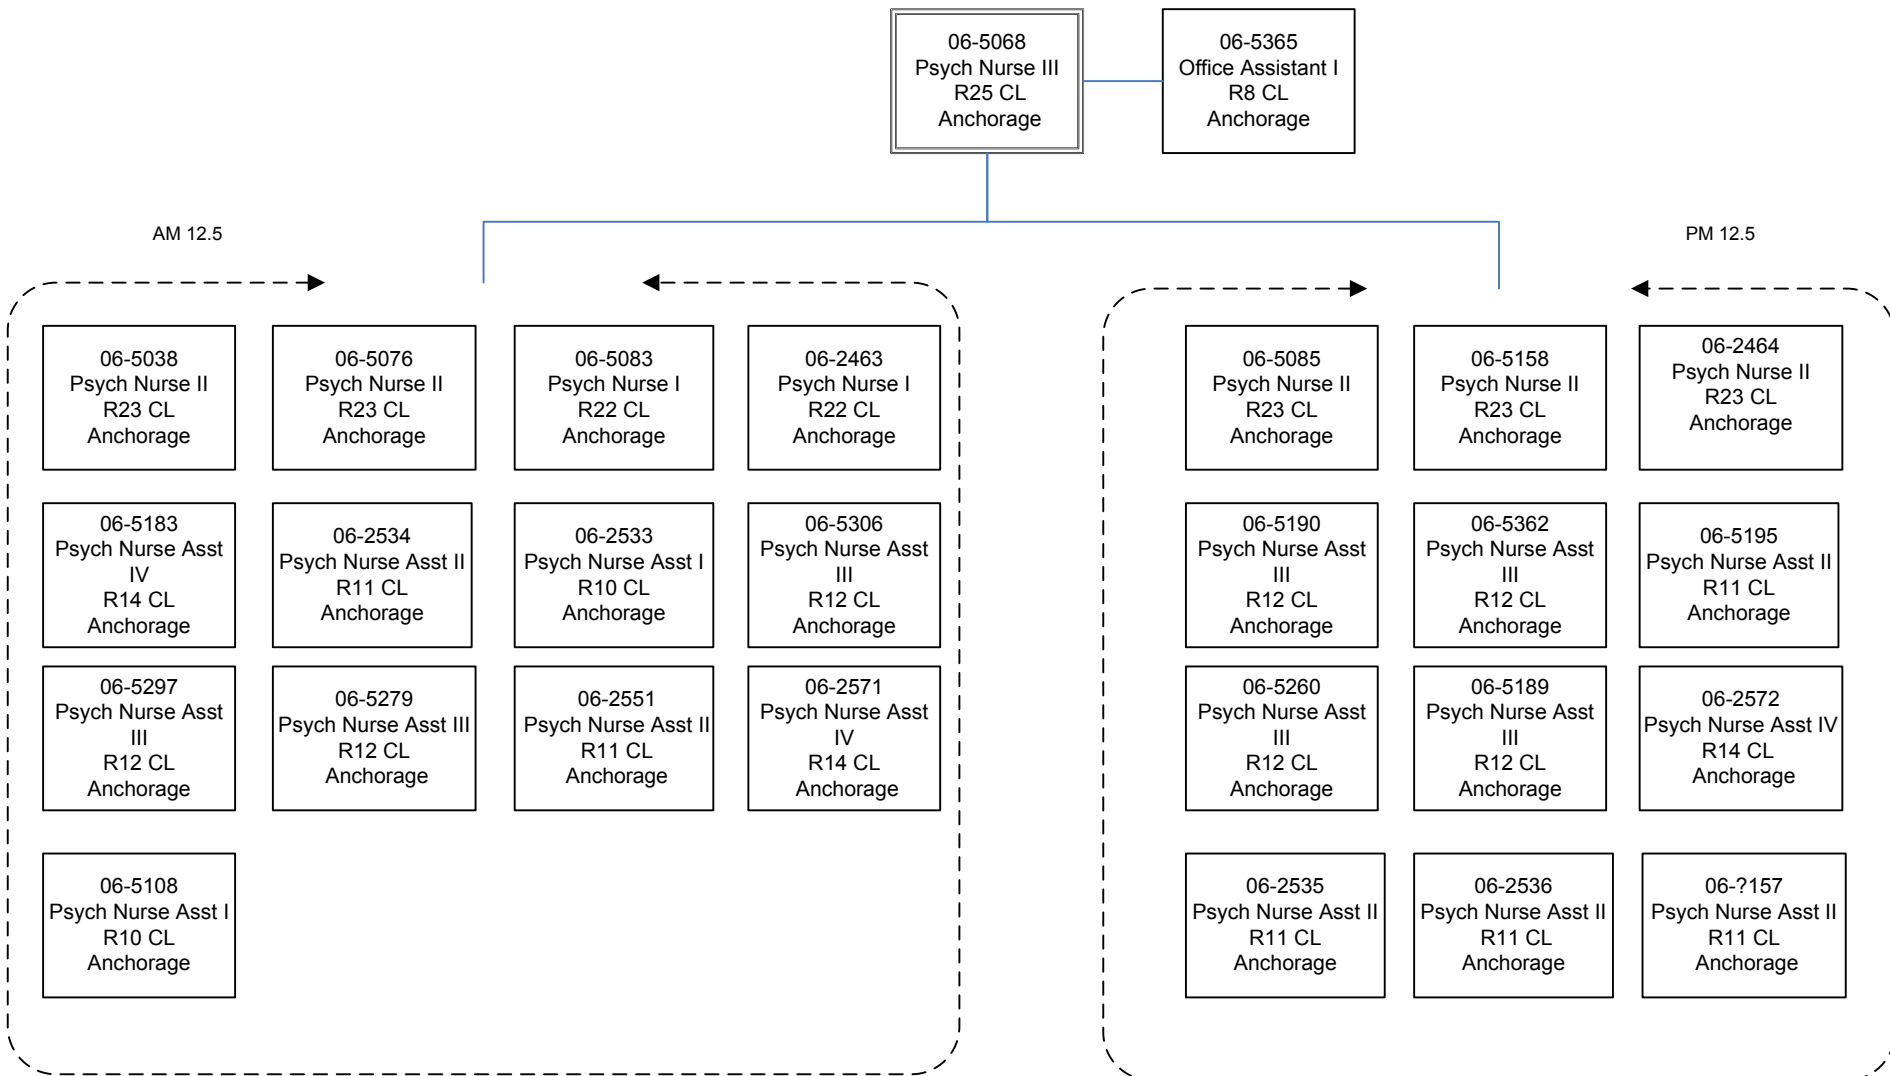 06-5068
Psych Nurse III
R25 CL
Anchorage
06-5365
Office Assistant I
R8 CL
Anchorage
AM 12.5
PM 12.5
06-5038
Psych Nurse II
R23 CL
Anchorage
06-5076
Psych Nurse II
R23 CL
Anchorage
06-5083
Psych Nurse I
R22 CL
Anchorage
06-2463
Psych Nurse I
R22 CL
Anchorage
06-5183
Psych Nurse Asst
IV
R14 CL
Anchorage
06-2534
Psych Nurse Asst II
R11 CL
Anchorage
06-2533
Psych Nurse Asst I
R10 CL
Anchorage
06-5306
Psych Nurse Asst
III
R12 CL
Anchorage
06-5297
Psych Nurse Asst
III
R12 CL
Anchorage
06-5279
Psych Nurse Asst III
R12 CL
Anchorage
06-2551
Psych Nurse Asst II
R11 CL
Anchorage
06-2571
Psych Nurse Asst
IV
R14 CL
Anchorage
06-5108
Psych Nurse Asst I
R10 CL
Anchorage
06-5085
Psych Nurse II
R23 CL
Anchorage
06-5158
Psych Nurse II
R23 CL
Anchorage
06-2464
Psych Nurse II
R23 CL
Anchorage
06-5190
Psych Nurse Asst
III
R12 CL
Anchorage
06-5362
Psych Nurse Asst
III
R12 CL
Anchorage
06-5195
Psych Nurse Asst II
R11 CL
Anchorage
06-5260
Psych Nurse Asst
III
R12 CL
Anchorage
06-5189
Psych Nurse Asst
III
R12 CL
Anchorage
06-2572
Psych Nurse Asst IV
R14 CL
Anchorage
06-2535
Psych Nurse Asst II
R11 CL
Anchorage
06-2536
Psych Nurse Asst II
R11 CL
Anchorage
06-?157
Psych Nurse Asst II
R11 CL
Anchorage